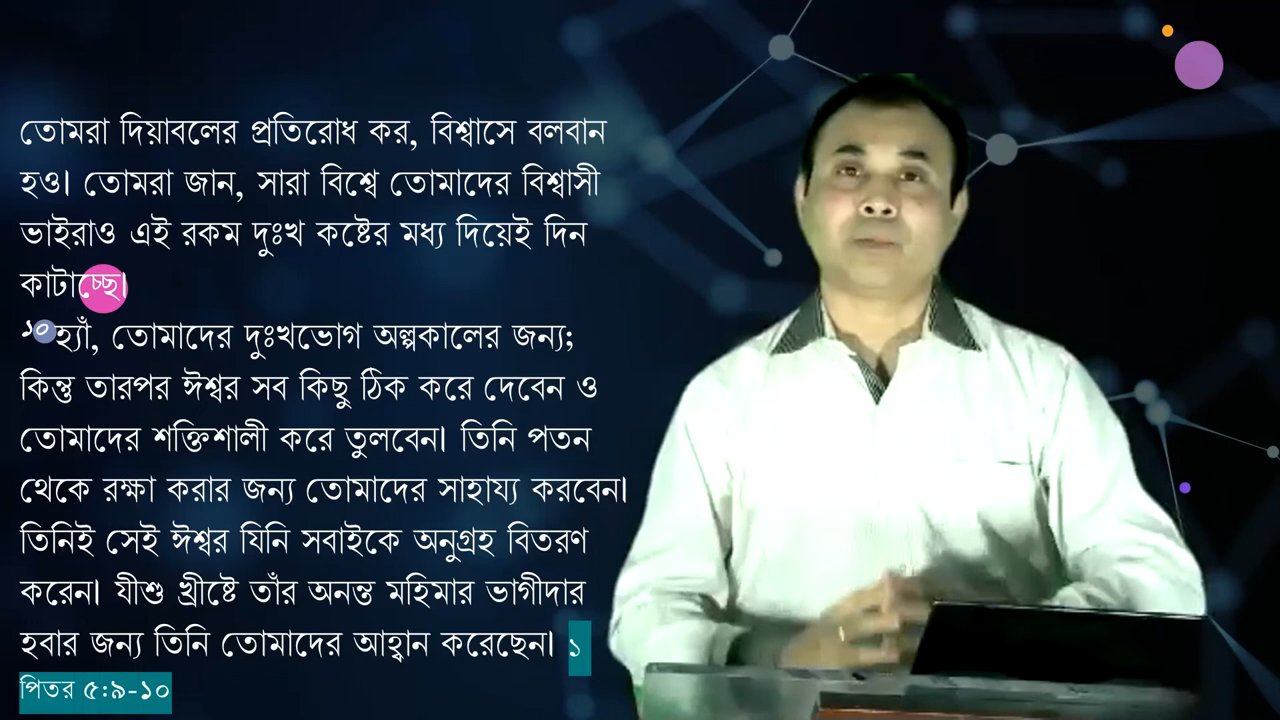 তোমরা দিয়াবলের প্রতিরোধ কর, বিশ্বাসে বলবান
হও। তোমরা জান, সারা বিশ্বে তোমাদের বিশ্বাসী
ভাইরাও এই রকম দুঃখ কষ্টের মধ্য দিয়েই দিন
কাটাচ্ছে।
১০ হ্যাঁ, তোমাদের দুঃখভোগ অল্পকালের জন্য;
কিন্তু তারপর ঈশ্বর সব কিছু ঠিক করে দেবেন ও
তোমাদের শক্তিশালী করে তুলবেন। তিনি পতন
থেকে রক্ষা করার জন্য তোমাদের সাহায্য করবেন।
তিনিই সেই ঈশ্বর যিনি সবাইকে অনুগ্রহ বিতরণ
করেন। যীশু খ্রীষ্টে তাঁর অনন্ত মহিমার ভাগীদার
হবার জন্য তিনি তোমাদের আহ্বান করেছেন। ১
পিতর ৫:৯-১০